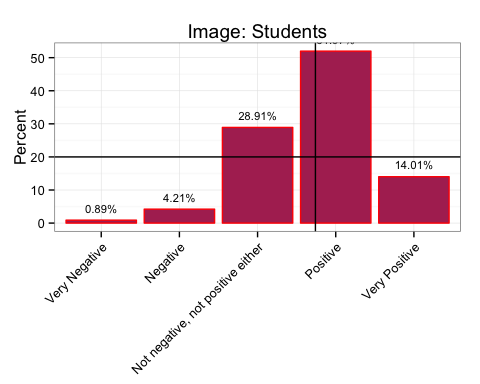 Image: Students
Percent
50
40
30
20
10
0
0.89%
4.21%
28.91%
14.01%
Very Negative
Negative
Not negative, not positive either
Positive
Very Positive